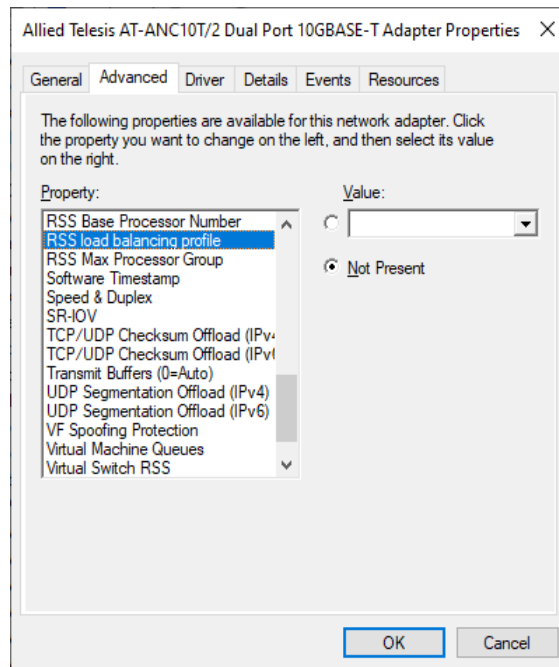 Allied Telesis AT-ANC10T/2 Dual Port 10GBASE-T Adapter Properties
General Advanced Driver Details Events Resources
The following properties are available for this network adapter. Click
the property you want to change on the left, and then select its value
on the right.
Property:
Value:
RSS Base Processor Number
RSS load balancing profile
RSS Max Processor Group
Not Present
Software Timestamp
Speed & Duplex
SR-IOV
TCP/UDP Checksum Offload (IPv4
TCP/UDP Checksum Offload (IPv6
Transmit Buffers (0=Auto)
UDP Segmentation Offload (IPv4)
UDP Segmentation Offload (IPv6)
VF Spoofing Protection
Virtual Machine Queues
Virtual Switch RSS
OK
Cancel